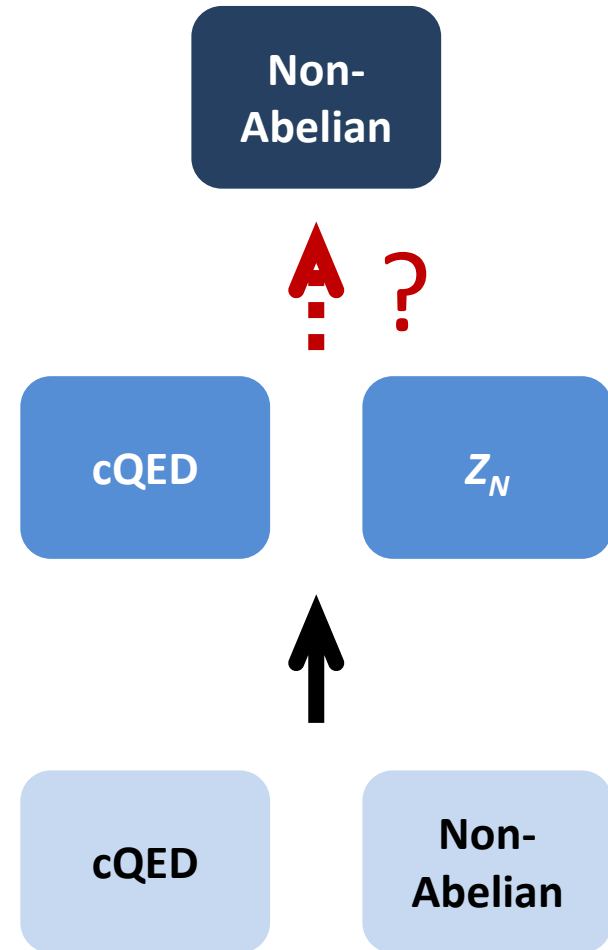 Non-
Abelian
?
cQED
Z_N
cQED
Non-
Abelian